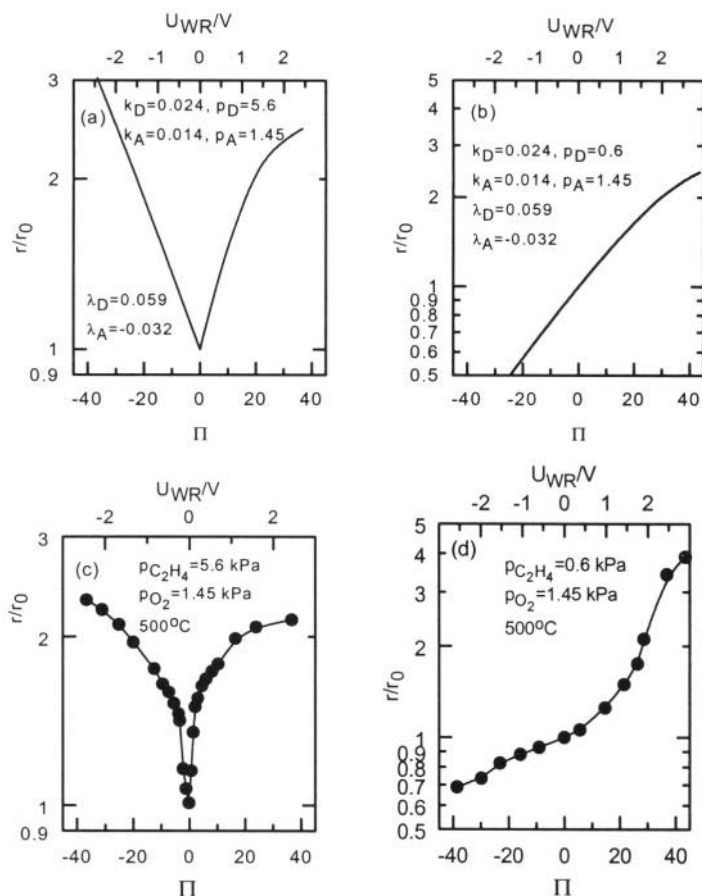 U_WR/V
-2 -1 0 1 2
3
2
1
0.9
r/r₀
(a)
k_D=0.024, p_D=5.6
k_A=0.014, p_A=1.45
λ_D=0.059
λ_A=-0.032
-40 -20 0 20 40
Π
U_WR/V
-2 -1 0 1 2
5
4
3
2
1
0.9
0.8
0.7
0.6
0.5
r/r₀
(b)
k_D=0.024, p_D=0.6
k_A=0.014, p_A=1.45
λ_D=0.059
λ_A=-0.032
-40 -20 0 20 40
Π
U_WR/V
-2 0 2
3
2
1
0.9
r/r₀
(c)
p_C₂H₄=5.6 kPa
p_O₂=1.45 kPa
500°C
-40 -20 0 20 40
Π
U_WR/V
-2 -1 0 1 2
5
4
3
2
1
0.9
0.8
0.7
0.6
0.5
r/r₀
(d)
p_C₂H₄=0.6 kPa
p_O₂=1.45 kPa
500°C
-40 -20 0 20 40
Π